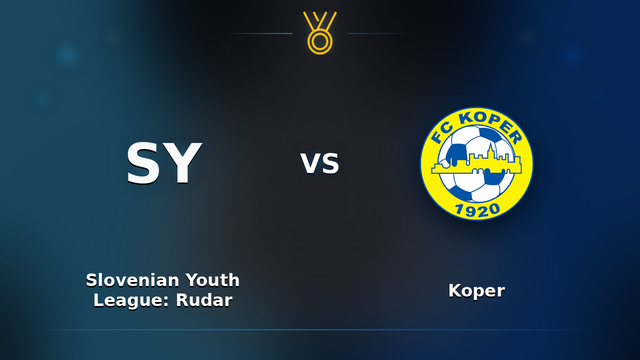 SY
VS
FC KOPER
1920
Slovenian Youth
League: Rudar
Koper